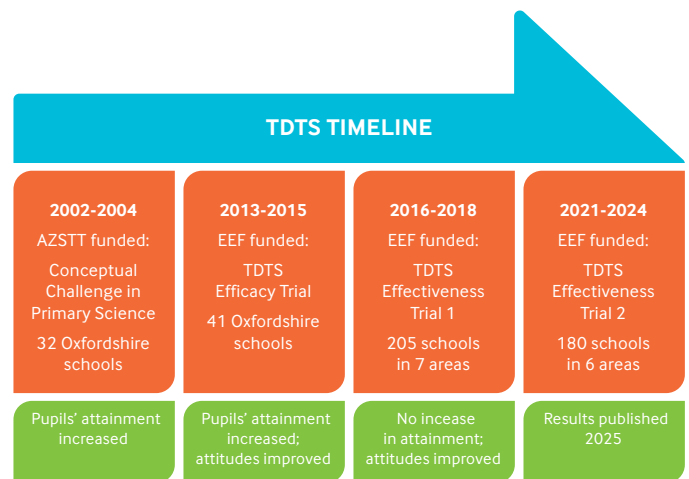 TDTS TIMELINE
2002-2004
AZSTT funded:
Conceptual
Challenge in
Primary Science
32 Oxfordshire
schools
Pupils' attainment
increased
2013-2015
EEF funded:
TDTS
Efficacy Trial
41 Oxfordshire
schools
Pupils' attainment
increased;
attitudes improved
2016-2018
EEF funded:
TDTS
Effectiveness
Trial 1
205 schools
in 7 areas
No incease
in attainment;
attitudes improved
2021-2024
EEF funded:
TDTS
Effectiveness
Trial 2
180 schools
in 6 areas
Results published
2025